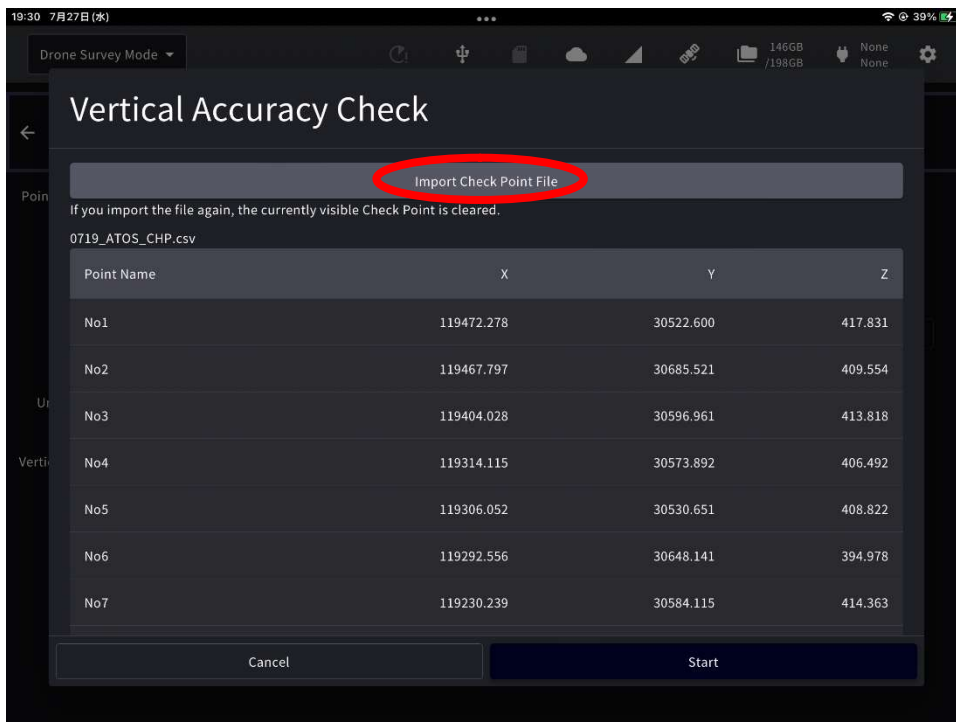 19:30 7月27日(水)
39%
Drone Survey Mode
146GB
/198GB
None
None
Vertical Accuracy Check
Import Check Point File
Poin
If you import the file again, the currently visible Check Point is cleared.
0719_ATOS_CHP.csv
Point Name X Y Z
No1 119472.278 30522.600 417.831
No2 119467.797 30685.521 409.554
No3 119404.028 30596.961 413.818
No4 119314.115 30573.892 406.492
No5 119306.052 30530.651 408.822
No6 119292.556 30648.141 394.978
No7 119230.239 30584.115 414.363
Verti
Cancel Start